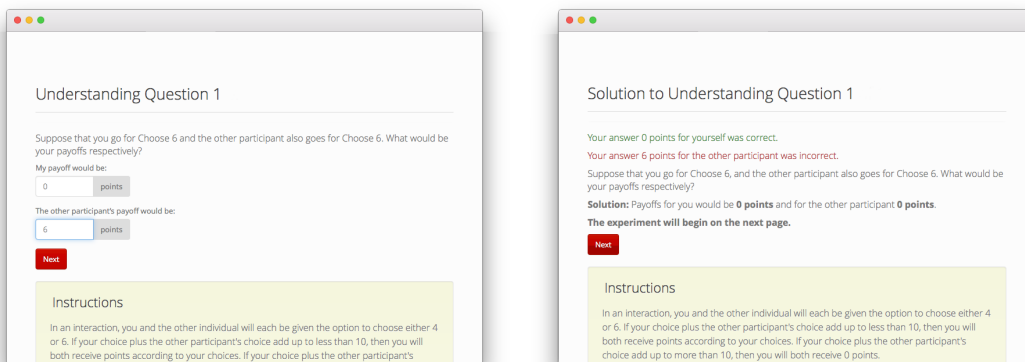 Understanding Question 1
Suppose that you go for Choose 6 and the other participant also goes for Choose 6. What would be
your payoffs respectively?
My payoff would be:
0 points
The other participant's payoff would be:
6 points
Next
Instructions
In an interaction, you and the other individual will each be given the option to choose either 4
or 6. If your choice plus the other participant's choice add up to less than 10, then you will
both receive points according to your choices. If your choice plus the other participant's
Solution to Understanding Question 1
Your answer 0 points for yourself was correct.
Your answer 6 points for the other participant was incorrect.
Suppose that you go for Choose 6, and the other participant also goes for Choose 6. What would be
your payoffs respectively?
Solution: Payoffs for you would be 0 points and for the other participant 0 points.
The experiment will begin on the next page.
Next
Instructions
In an interaction, you and the other individual will each be given the option to choose either 4
or 6. If your choice plus the other participant's choice add up to less than 10, then you will
both receive points according to your choices. If your choice plus the other participant's
choice add up to more than 10, then you will both receive 0 points.